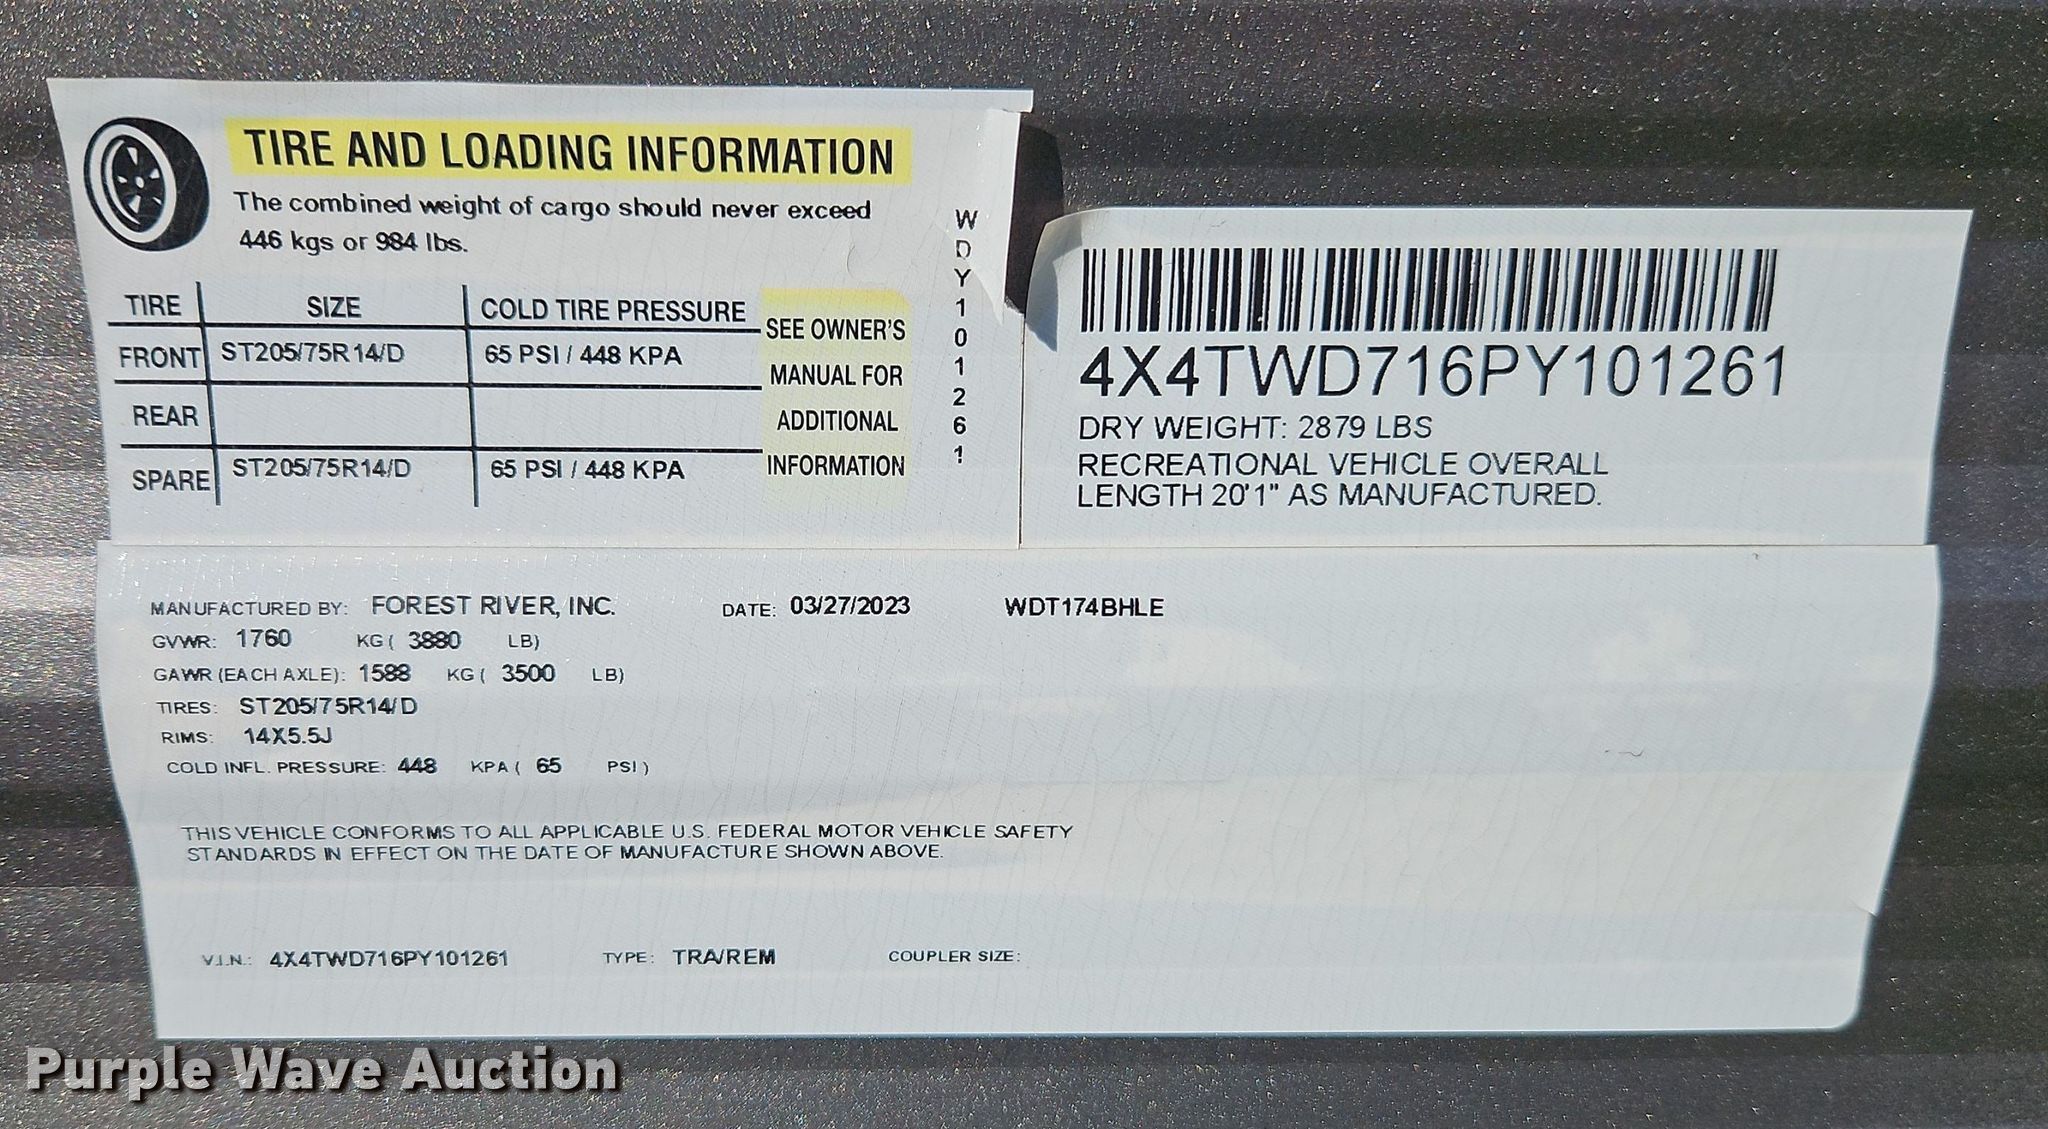 TIRE AND LOADING INFORMATION
The combined weight of cargo should never exceed
446 kgs or 984 lbs.
TIRE SIZE COLD TIRE PRESSURE
FRONT ST205/75R14/D 65 PSI / 448 KPA
REAR
SPARE ST205/75R14/D 65 PSI / 448 KPA
SEE OWNER'S
MANUAL FOR
ADDITIONAL
INFORMATION
WDY101261
4X4TWD716PY101261
DRY WEIGHT: 2879 LBS
RECREATIONAL VEHICLE OVERALL
LENGTH 20'1" AS MANUFACTURED.
MANUFACTURED BY: FOREST RIVER, INC. DATE: 03/27/2023 WDT174BHLE
GVWR: 1760 KG ( 3880 LB)
GAWR (EACH AXLE): 1588 KG ( 3500 LB)
TIRES: ST205/75R14/D
RIMS: 14X5.5J
COLD INFL. PRESSURE: 448 KPA ( 65 PSI )
THIS VEHICLE CONFORMS TO ALL APPLICABLE U.S. FEDERAL MOTOR VEHICLE SAFETY
STANDARDS IN EFFECT ON THE DATE OF MANUFACTURE SHOWN ABOVE.
V.I.N.: 4X4TWD716PY101261 TYPE: TRA/REM COUPLER SIZE:
Purple Wave Auction